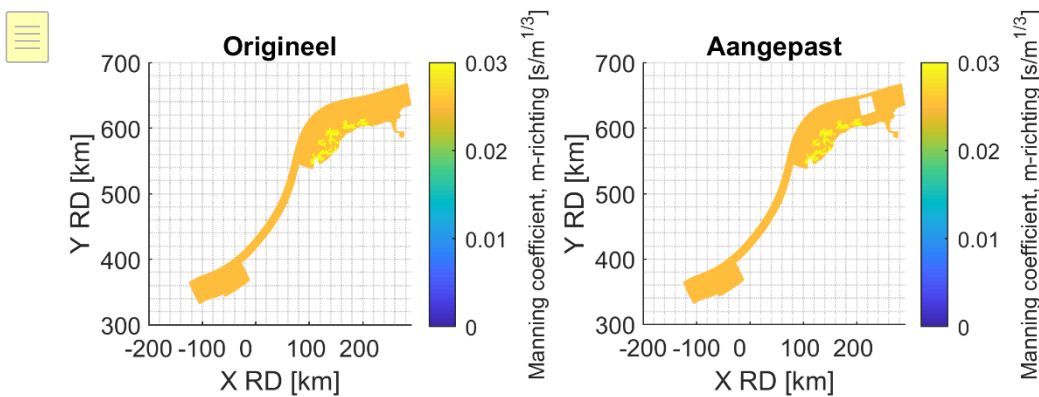 Origineel
700
600
500
400
300
-200 -100 0 100 200
X RD [km]
Y RD [km]
0.03
0.02
0.01
0
Manning coefficient, m-richting [s/m^{1/3}]
Aangepast
700
600
500
400
300
-200 -100 0 100 200
X RD [km]
Y RD [km]
0.03
0.02
0.01
0
Manning coefficient, m-richting [s/m^{1/3}]